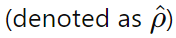 (denoted as ρ̂)